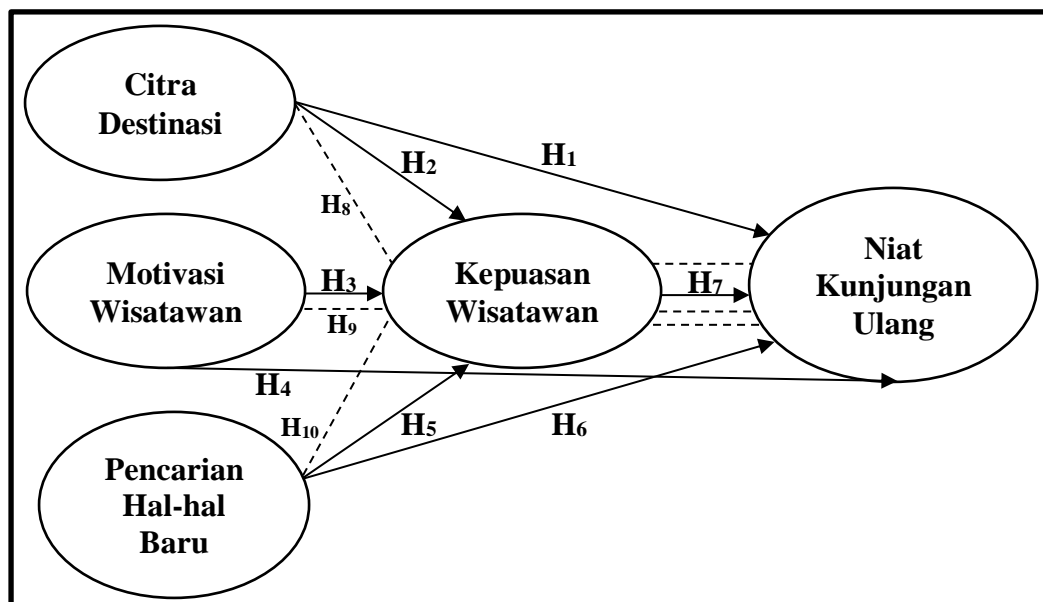 Citra
Destinasi
H1
H2
H8
Motivasi
Wisatawan
H3
H9
Kepuasan
Wisatawan
H7
Niat
Kunjungan
Ulang
H4
H10
H5
H6
Pencarian
Hal-hal
Baru